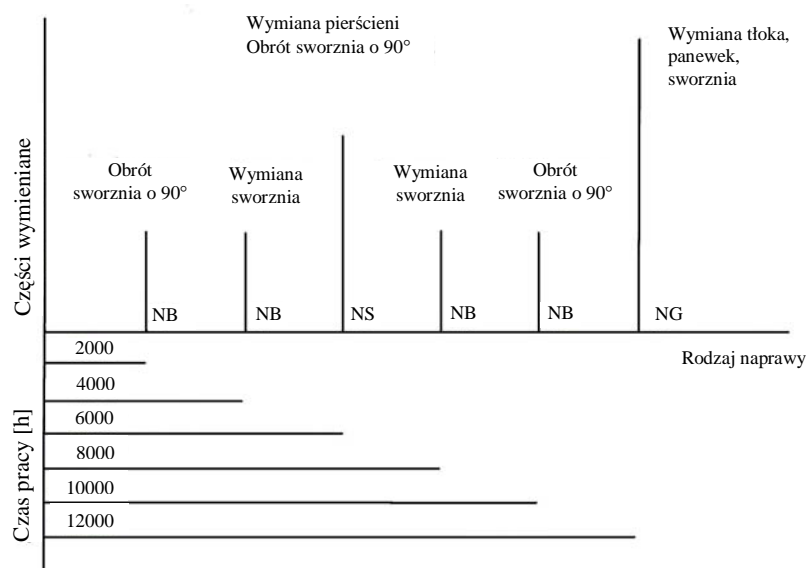 Wymiana pierścieni
Obrót sworznia o 90°
Wymiana tłoka,
panewek,
sworznia
Obrót
sworznia o 90°
Wymiana
sworznia
Wymiana
sworznia
Obrót
sworznia o 90°
Części wymieniane
NB
NB
NS
NB
NB
NG
Rodzaj naprawy
Czas pracy [h]
2000
4000
6000
8000
10000
12000